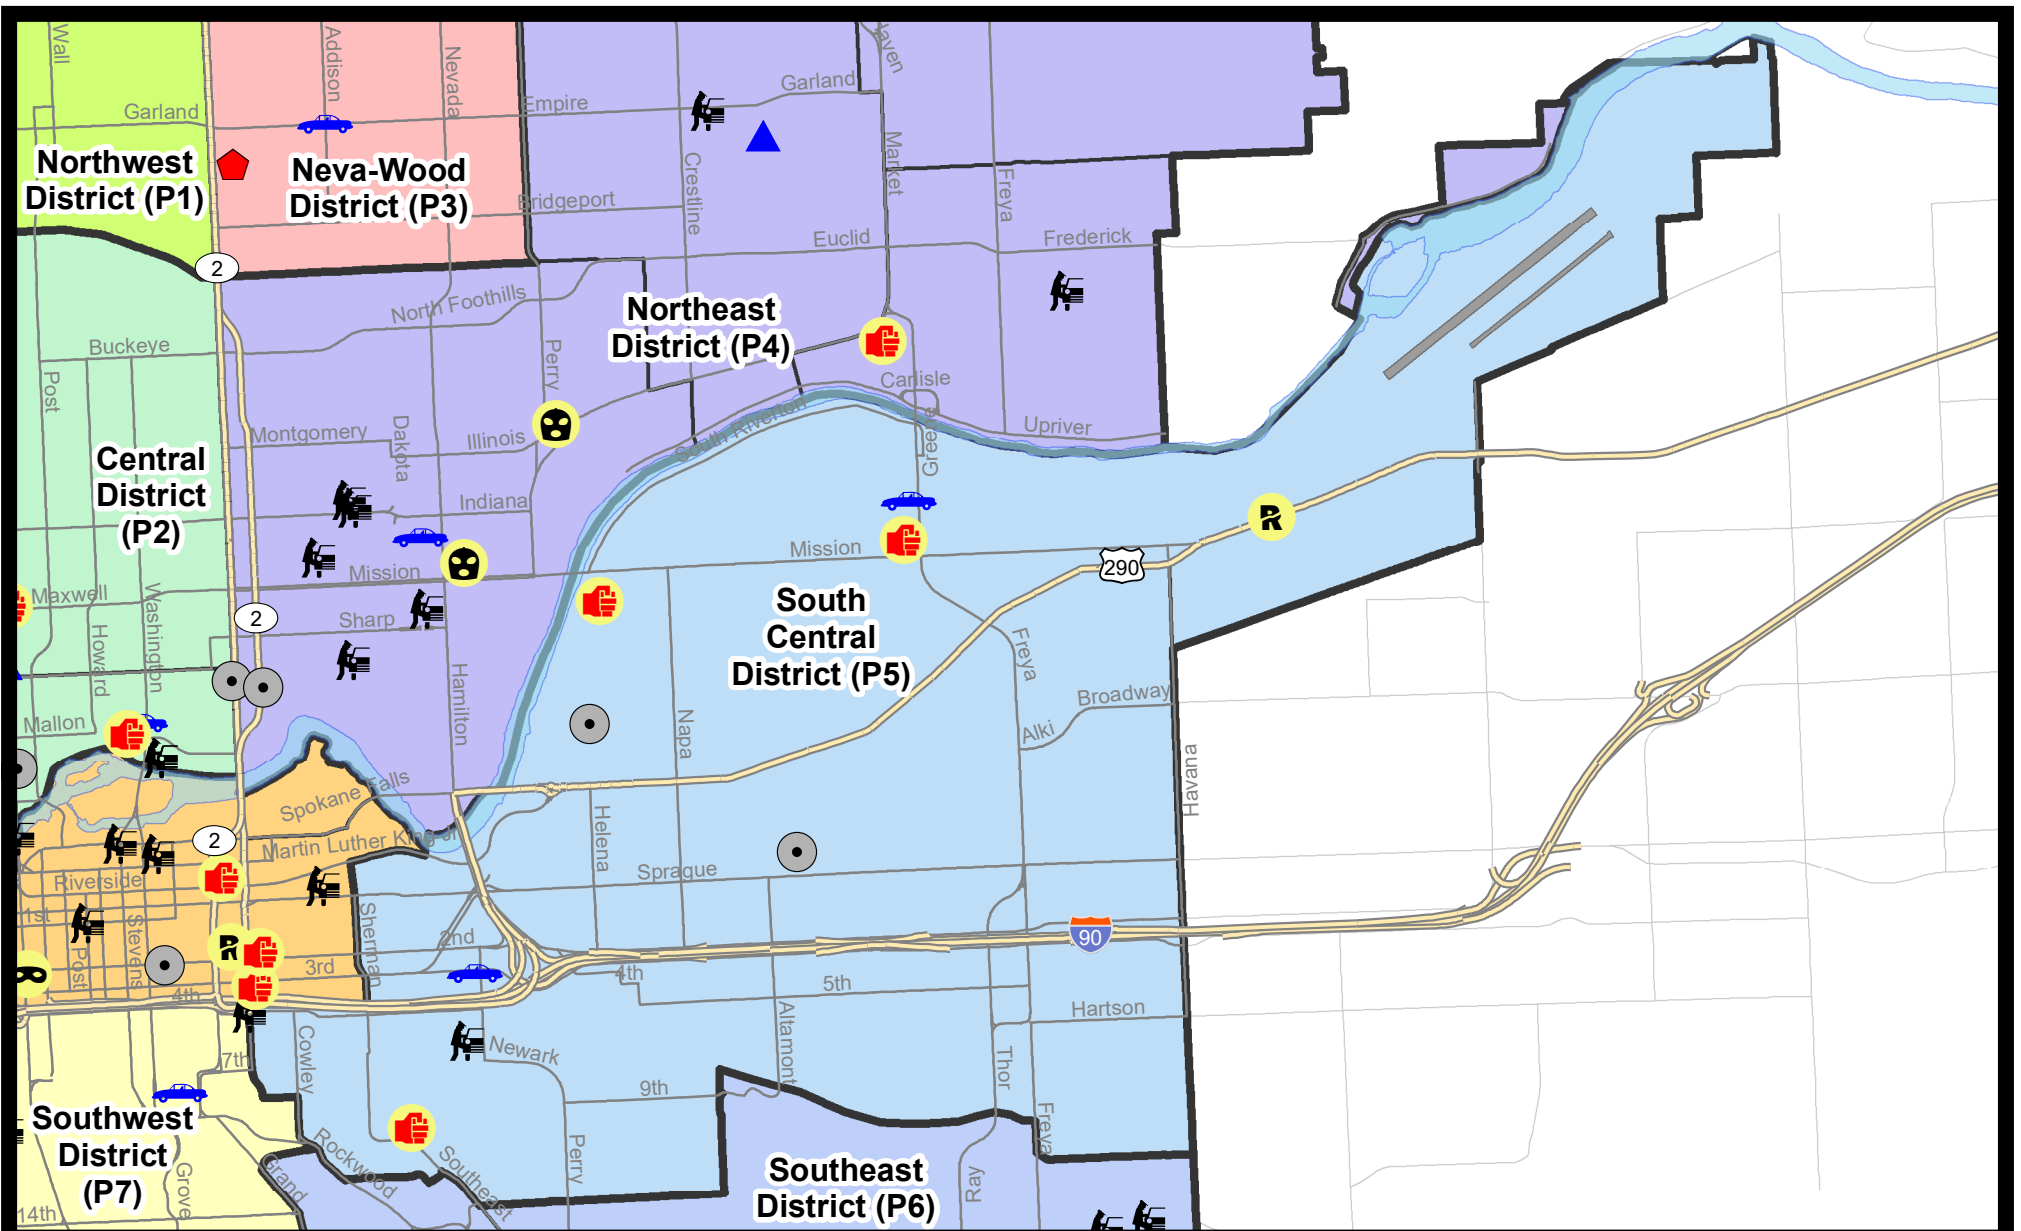 Wall
Addison
Nevada
Haven
Garland
Empire
Garland
Northwest
District (P1)
Neva-Wood
District (P3)
Bridgeport
Crestline
Market
Freya
Euclid
Frederick
2
North Foothills
Northeast
District (P4)
Buckeye
Perry
Post
Carlisle
South Riverton
Greene
Upriver
Montgomery
Dakota
Illinois
Central
District
(P2)
Indiana
Mission
Mission
290
Maxwell
Washington
Howard
2
Sharp
South
Central
District (P5)
Freya
Hamilton
Napa
Broadway
Alki
Mallon
Havana
Spokane Falls
Helena
2
Martin Luther King Jr
Sprague
Riverside
1st
Stevens
Post
Sherman
2nd
90
R
R
3rd
4th
4th
5th
Altamont
Hartson
Cowley
Newark
7th
9th
Thor
Freya
Southwest
District
(P7)
Rockwood
Southeast
Perry
Grand
Grove
Ray
Southeast
District (P6)
14th